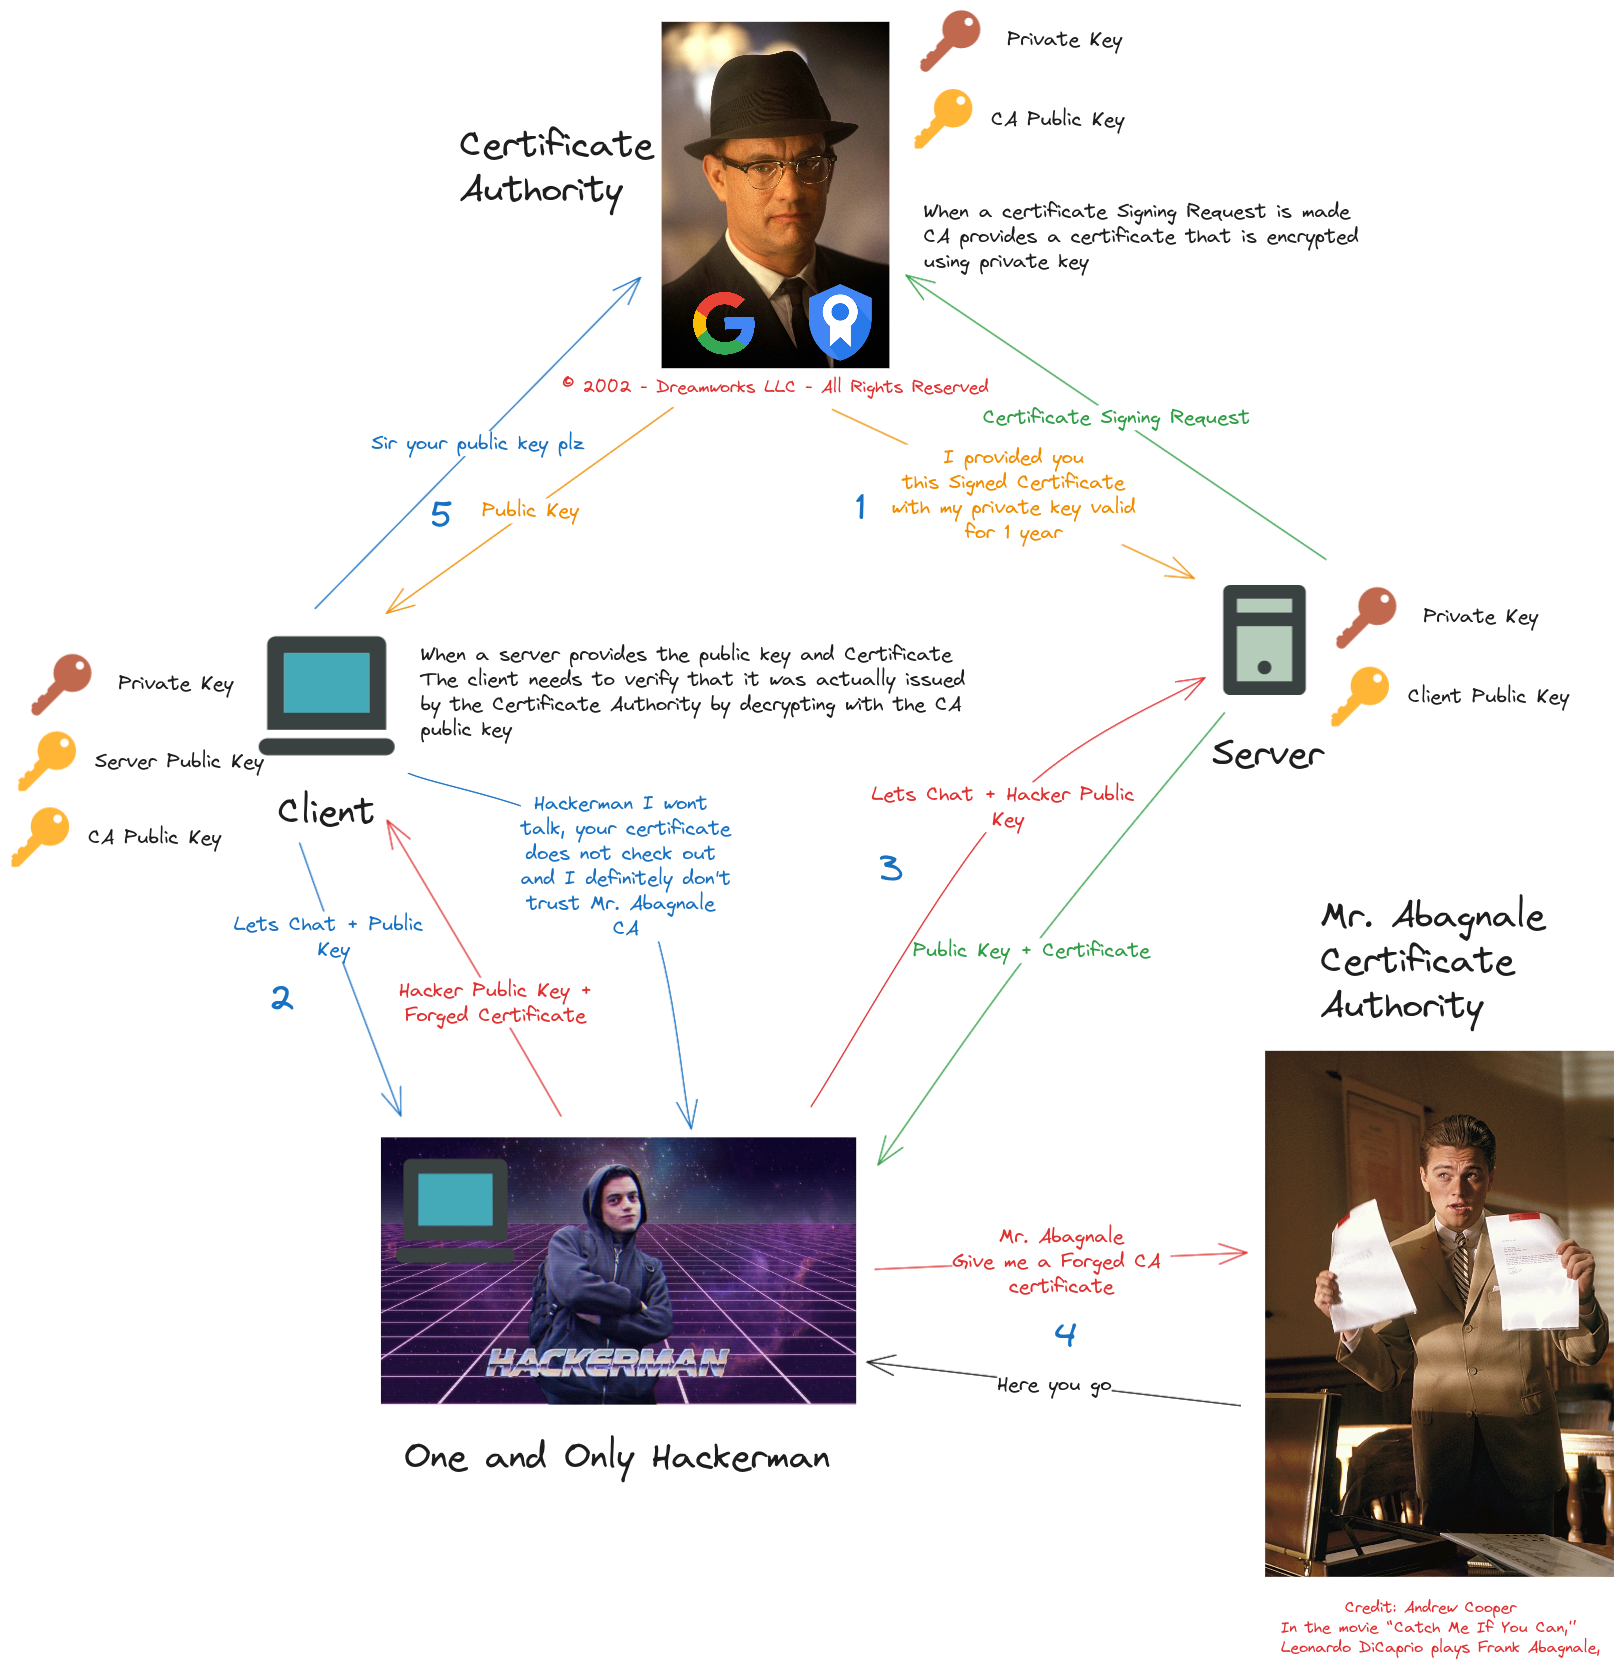 Private Key
CA Public Key
Certificate
Authority
When a certificate Signing Request is made
CA provides a certificate that is encrypted
using private key
© 2002 - Dreamworks LLC - All Rights Reserved
Certificate Signing Request
Sir your public key plz
I provided you
this Signed Certificate
with my private key valid
for 1 year
1
5
Public Key
Private Key
Client Public Key
Server
Private Key
Server Public Key
CA Public Key
Client
When a server provides the public key and Certificate
The client needs to verify that it was actually issued
by the Certificate Authority by decrypting with the CA
public key
Hackerman I wont
talk, your certificate
does not check out
and I definitely don't
trust Mr. Abagnale
CA
Lets Chat + Hacker Public
Key
3
Public Key + Certificate
Lets Chat + Public
Key
2
Hacker Public Key +
Forged Certificate
Mr. Abagnale
Certificate
Authority
HACKERMAN
One and Only Hackerman
Mr. Abagnale
Give me a Forged CA
certificate
4
Here you go
Credit: Andrew Cooper
In the movie “Catch Me If You Can,”
Leonardo DiCaprio plays Frank Abagnale,